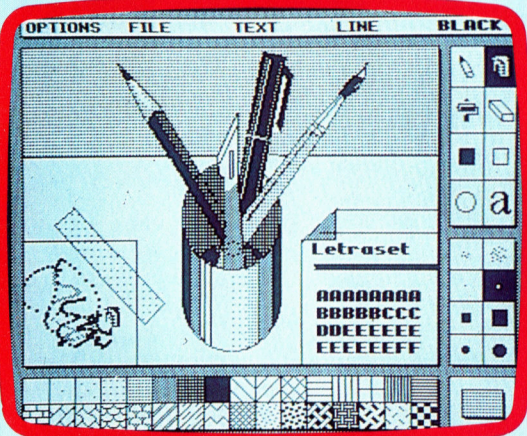 OPTIONS FILE TEXT LINE BLACK
a
Letraset
AAAAAAAA
BBBBBCCC
DDEEEEEE
EEEEEEFF